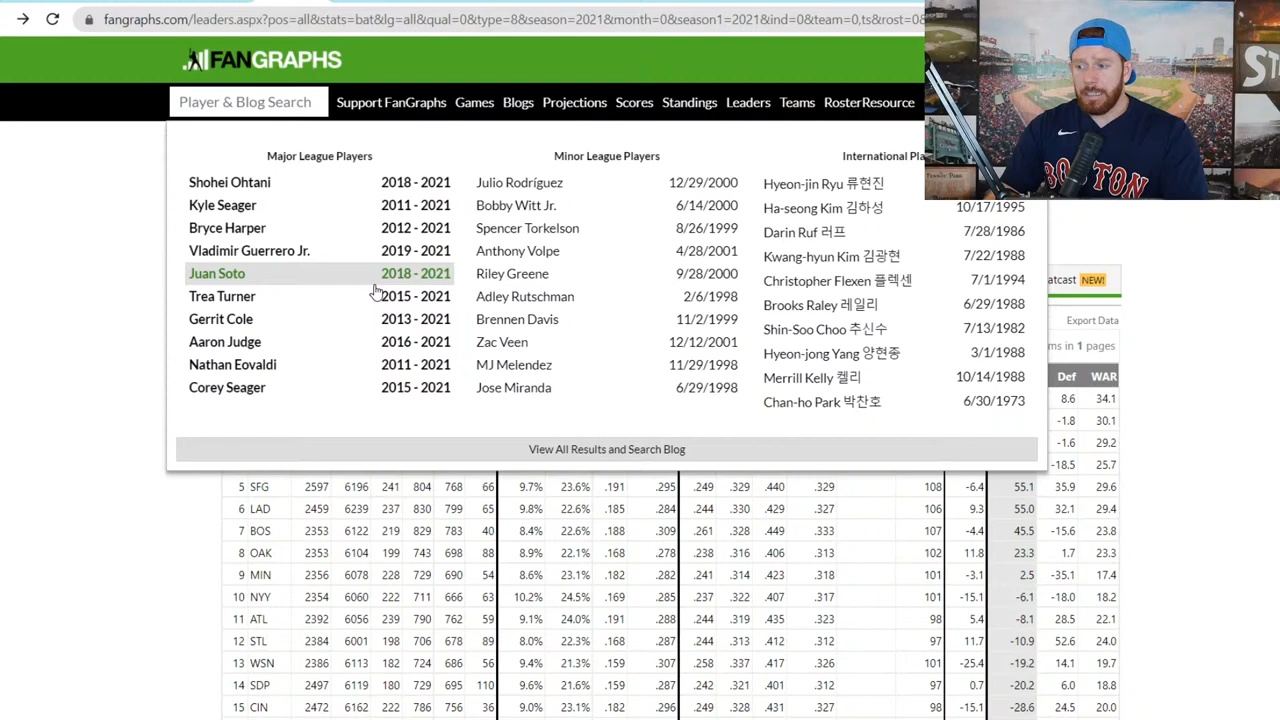 fangraphs.com/leaders.aspx?pos=all&stats=bat&lg=all&qual=0&type=8&season=2021&month=0&season1=2021&ind=0&team=0,ts&rost=0&
FANGRAPHS
Player & Blog Search Support FanGraphs Games Blogs Projections Scores Standings Leaders Teams RosterResource
Major League Players Minor League Players International
Shohei Ohtani 2018 - 2021 Julio Rodríguez 12/29/2000 Hyeon-jin Ryu 류현진
Kyle Seager 2011 - 2021 Bobby Witt Jr. 6/14/2000 Ha-seong Kim 김하성 10/17/1995
Bryce Harper 2012 - 2021 Spencer Torkelson 8/26/1999 Darin Ruf 러프 7/28/1986
Vladimir Guerrero Jr. 2019 - 2021 Anthony Volpe 4/28/2001 Kwang-hyun Kim 김광현 7/22/1988
Juan Soto 2018 - 2021 Riley Greene 9/28/2000 Christopher Flexen 플렉센 7/1/1994
Trea Turner 2015 - 2021 Adley Rutschman 2/6/1998 Brooks Raley 레일리 6/29/1988
Gerrit Cole 2013 - 2021 Brennen Davis 11/2/1999 Shin-Soo Choo 추신수 7/13/1982
Aaron Judge 2016 - 2021 Zac Veen 12/12/2001 Hyeon-jong Yang 양현종 3/1/1988
Nathan Eovaldi 2011 - 2021 MJ Melendez 11/29/1998 Merrill Kelly 켈리 10/14/1988
Corey Seager 2015 - 2021 Jose Miranda 6/29/1998 Chan-ho Park 박찬호 6/30/1973
View All Results and Search Blog
BOSTON
atcast NEW!
Export Data
ms in 1 pages
Def WAR
8.6 34.1
-1.8 30.1
-1.6 29.2
-18.5 25.7
5 SFG 2597 6196 241 804 768 66 9.7% 23.6% .191 .295 .249 .329 .440 .329 108 -6.4 55.1 35.9 29.6
6 LAD 2459 6239 237 830 799 65 9.8% 22.6% .185 .284 .244 .330 .429 .327 106 9.3 55.0 32.1 29.4
7 BOS 2353 6122 219 829 783 40 8.4% 22.6% .188 .309 .261 .328 .449 .333 107 -4.4 45.5 -15.6 23.8
8 OAK 2353 6104 199 743 698 88 8.9% 22.1% .168 .278 .238 .316 .406 .313 102 11.8 23.3 1.7 23.3
9 MIN 2356 6078 228 729 690 54 8.6% 23.1% .182 .282 .241 .314 .423 .318 101 -3.1 2.5 -35.1 17.4
10 NYY 2354 6060 222 711 666 63 10.2% 24.5% .169 .285 .237 .322 .407 .317 101 -15.1 -6.1 -18.0 18.2
11 ATL 2392 6056 239 790 762 59 9.1% 24.0% .191 .288 .244 .319 .435 .323 98 5.4 -8.1 28.5 22.1
12 STL 2384 6001 198 706 678 89 8.0% 22.3% .168 .287 .244 .313 .412 .312 97 11.7 -10.9 52.6 24.0
13 WSN 2386 6113 182 724 686 56 9.4% 21.3% .159 .307 .258 .337 .417 .326 101 -25.4 -19.2 14.1 19.7
14 SDP 2497 6119 180 729 695 110 9.6% 21.6% .159 .287 .242 .321 .401 .312 97 0.7 -20.2 6.0 18.8
15 CIN 2472 6162 222 786 756 36 9.0% 23.1% .182 .296 .249 .328 .431 .326 98 -15.1 -28.6 24.5 20.0